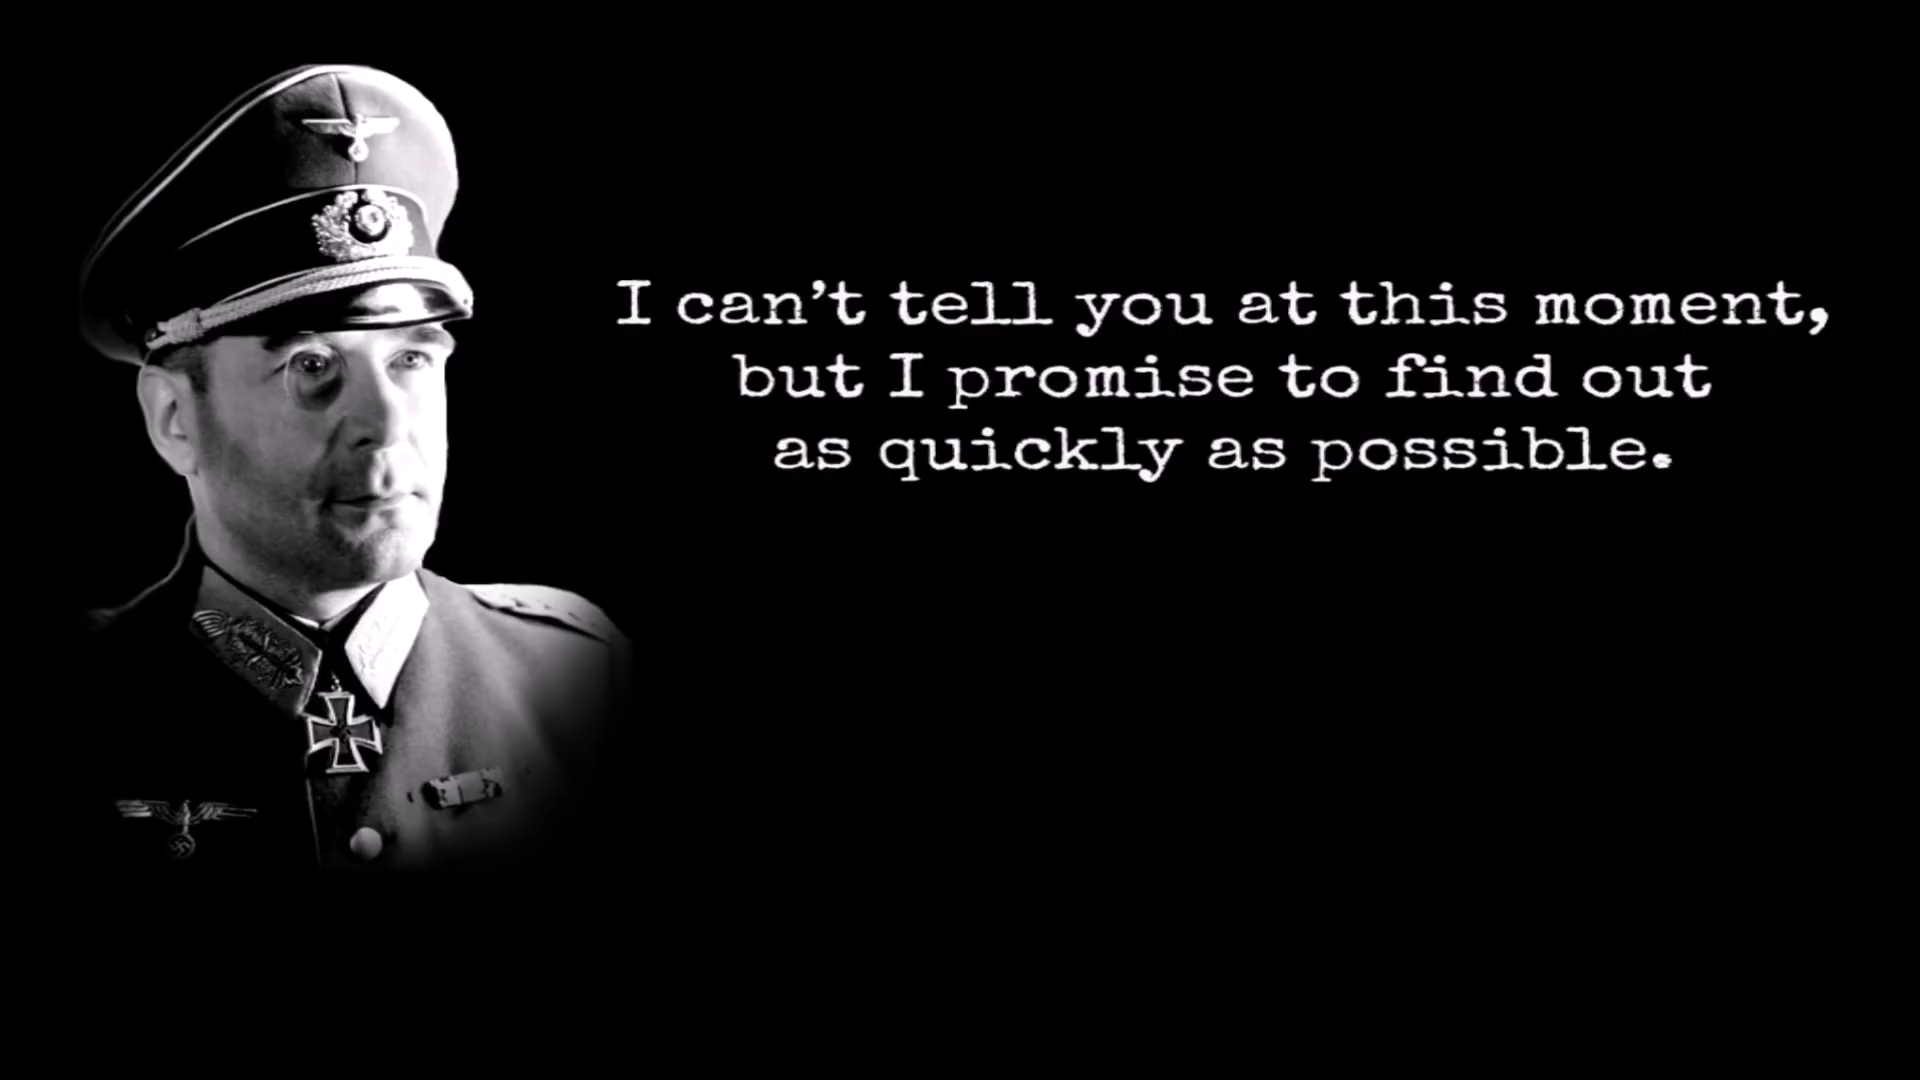 I can't tell you at this moment,
but I promise to find out
as quickly as possible.